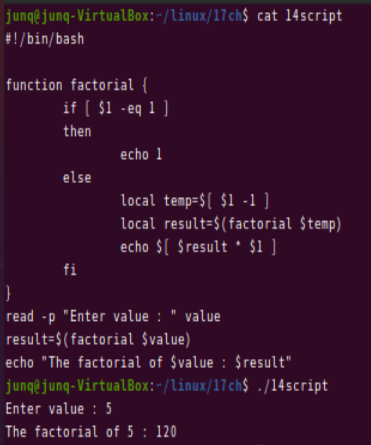 junq@junq-VirtualBox:~/linux/17ch$ cat 14script
#!/bin/bash

function factorial {
        if [ $1 -eq 1 ]
        then
                echo 1
        else
                local temp=$[ $1 -1 ]
                local result=$(factorial $temp)
                echo $[ $result * $1 ]
        fi
}
read -p "Enter value : " value
result=$(factorial $value)
echo "The factorial of $value : $result"
junq@junq-VirtualBox:~/linux/17ch$ ./14script
Enter value : 5
The factorial of 5 : 120